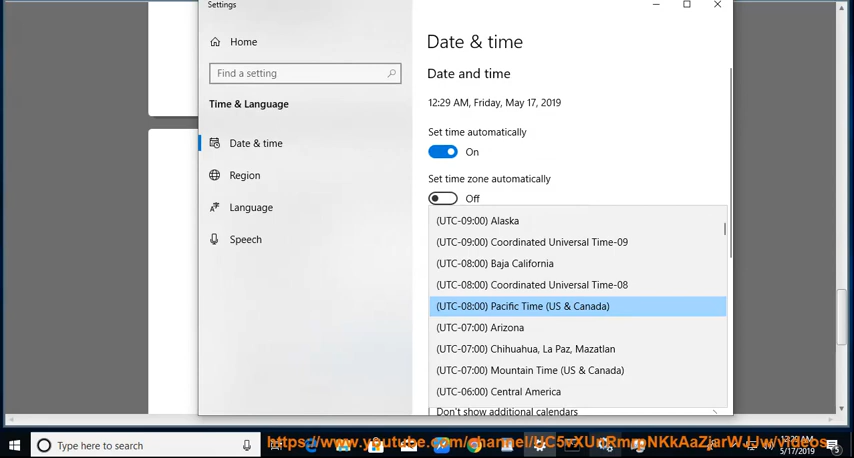 Settings
Home
Find a setting
Time & Language
Date & time
Region
Language
Speech
Date & time
Date and time
12:29 AM, Friday, May 17, 2019
Set time automatically
On
Set time zone automatically
Off
(UTC-09:00) Alaska
(UTC-09:00) Coordinated Universal Time-09
(UTC-08:00) Baja California
(UTC-08:00) Coordinated Universal Time-08
(UTC-08:00) Pacific Time (US & Canada)
(UTC-07:00) Arizona
(UTC-07:00) Chihuahua, La Paz, Mazatlan
(UTC-07:00) Mountain Time (US & Canada)
(UTC-06:00) Central America
Don't show additional calendars
Type here to search
5/17/2019